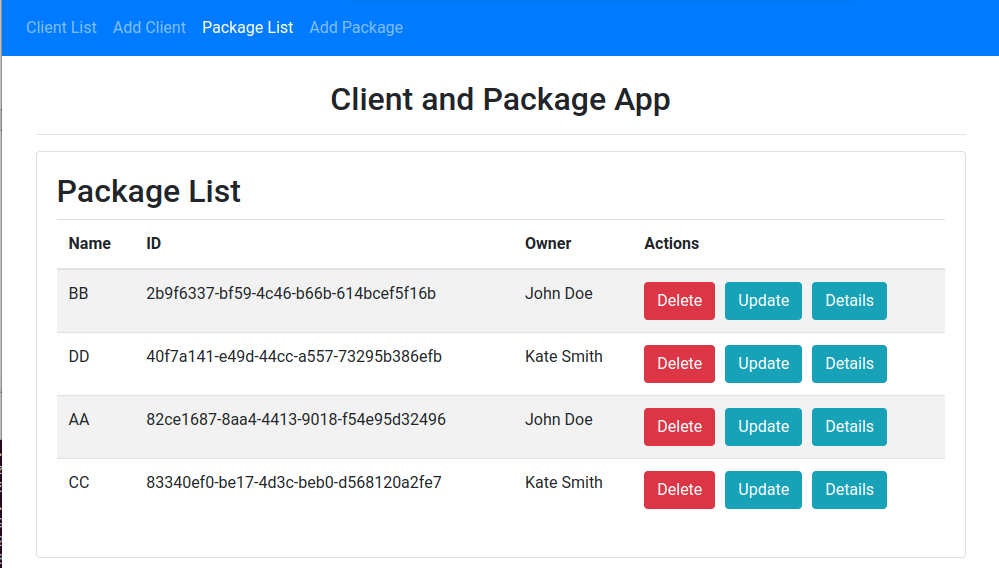 Client List Add Client Package List Add Package
Client and Package App
Package List
Name ID Owner Actions
BB 2b9f6337-bf59-4c46-b66b-614bcef5f16b John Doe Delete Update Details
DD 40f7a141-e49d-44cc-a557-73295b386efb Kate Smith Delete Update Details
AA 82ce1687-8aa4-4413-9018-f54e95d32496 John Doe Delete Update Details
CC 83340ef0-be17-4d3c-beb0-d568120a2fe7 Kate Smith Delete Update Details